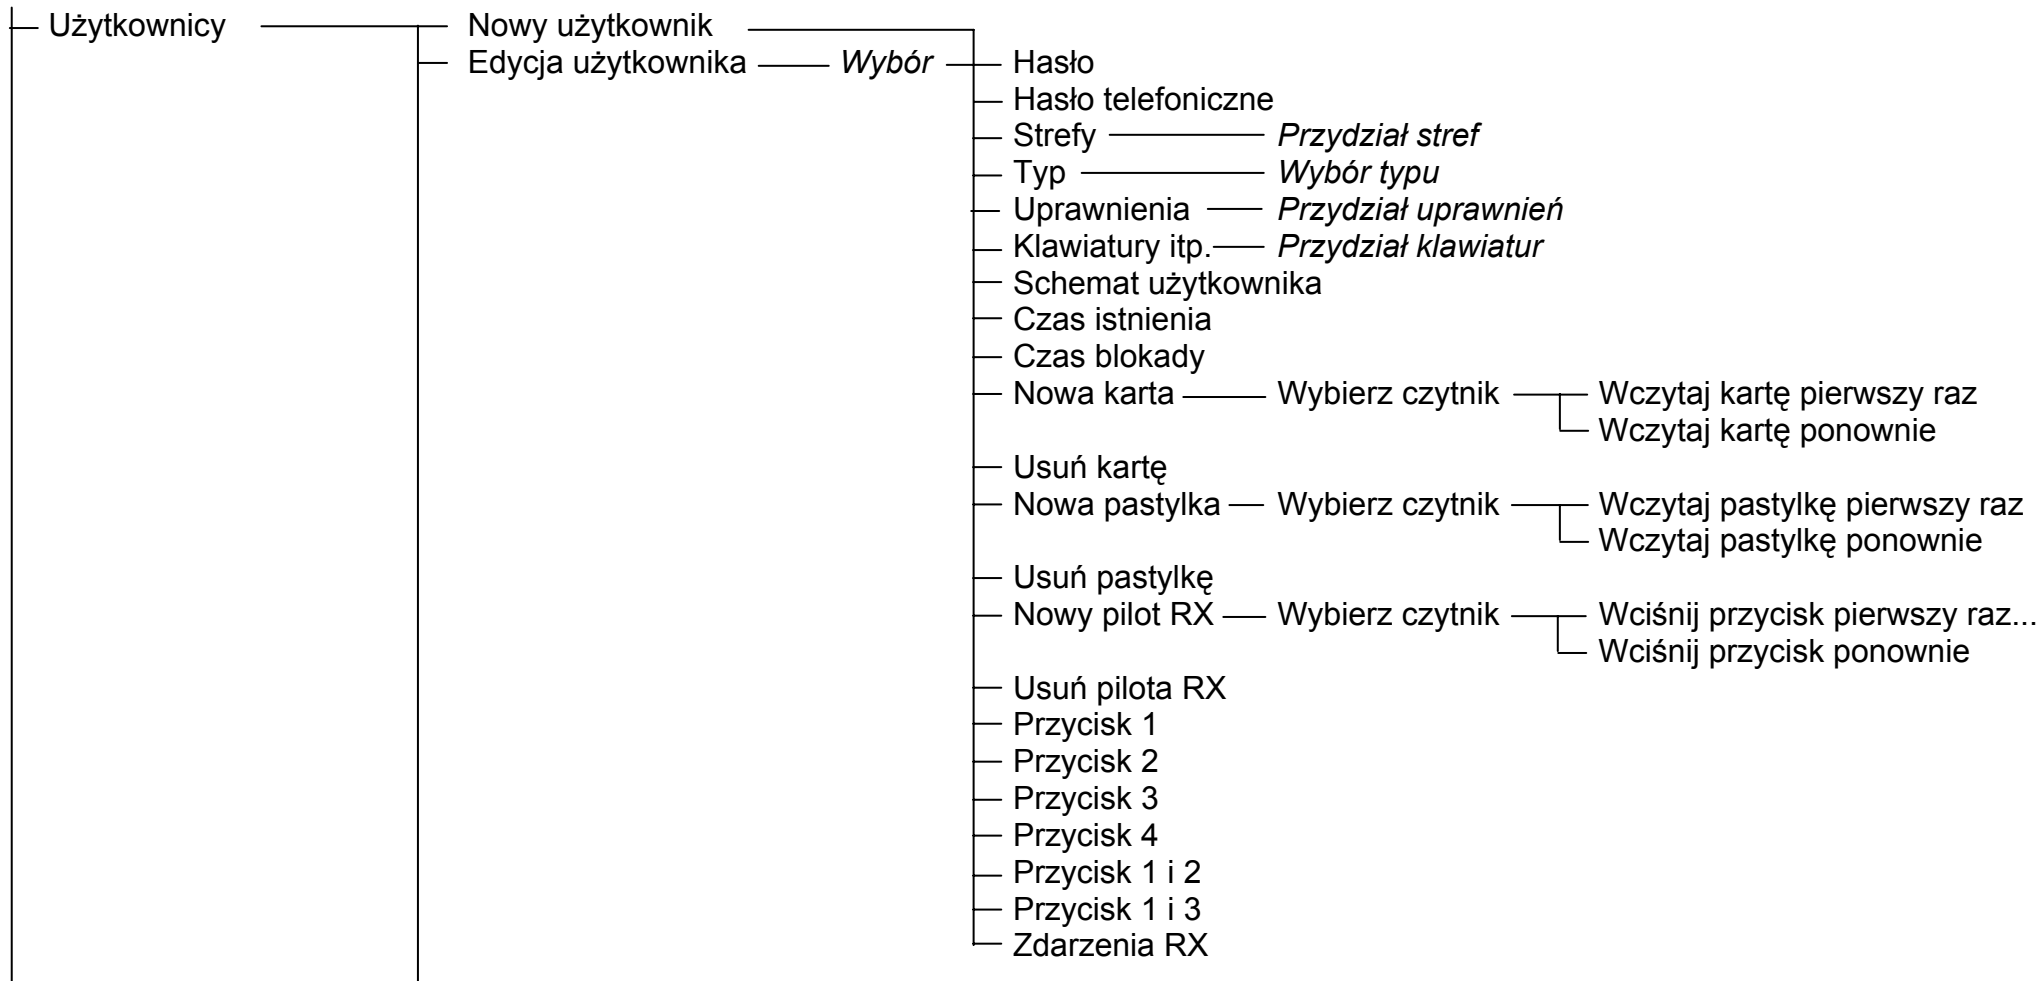 Użytkownicy Nowy użytkownik
Edycja użytkownika Wybór Hasło
Hasło telefoniczne
Strefy Przydział stref
Typ Wybór typu
Uprawnienia Przydział uprawnień
Klawiatury itp. Przydział klawiatur
Schemat użytkownika
Czas istnienia
Czas blokady
Nowa karta Wybierz czytnik Wczytaj kartę pierwszy raz
Wczytaj kartę ponownie
Usuń kartę
Nowa pastylka Wybierz czytnik Wczytaj pastylkę pierwszy raz
Wczytaj pastylkę ponownie
Usuń pastylkę
Nowy pilot RX Wybierz czytnik Wciśnij przycisk pierwszy raz...
Wciśnij przycisk ponownie
Usuń pilota RX
Przycisk 1
Przycisk 2
Przycisk 3
Przycisk 4
Przycisk 1 i 2
Przycisk 1 i 3
Zdarzenia RX